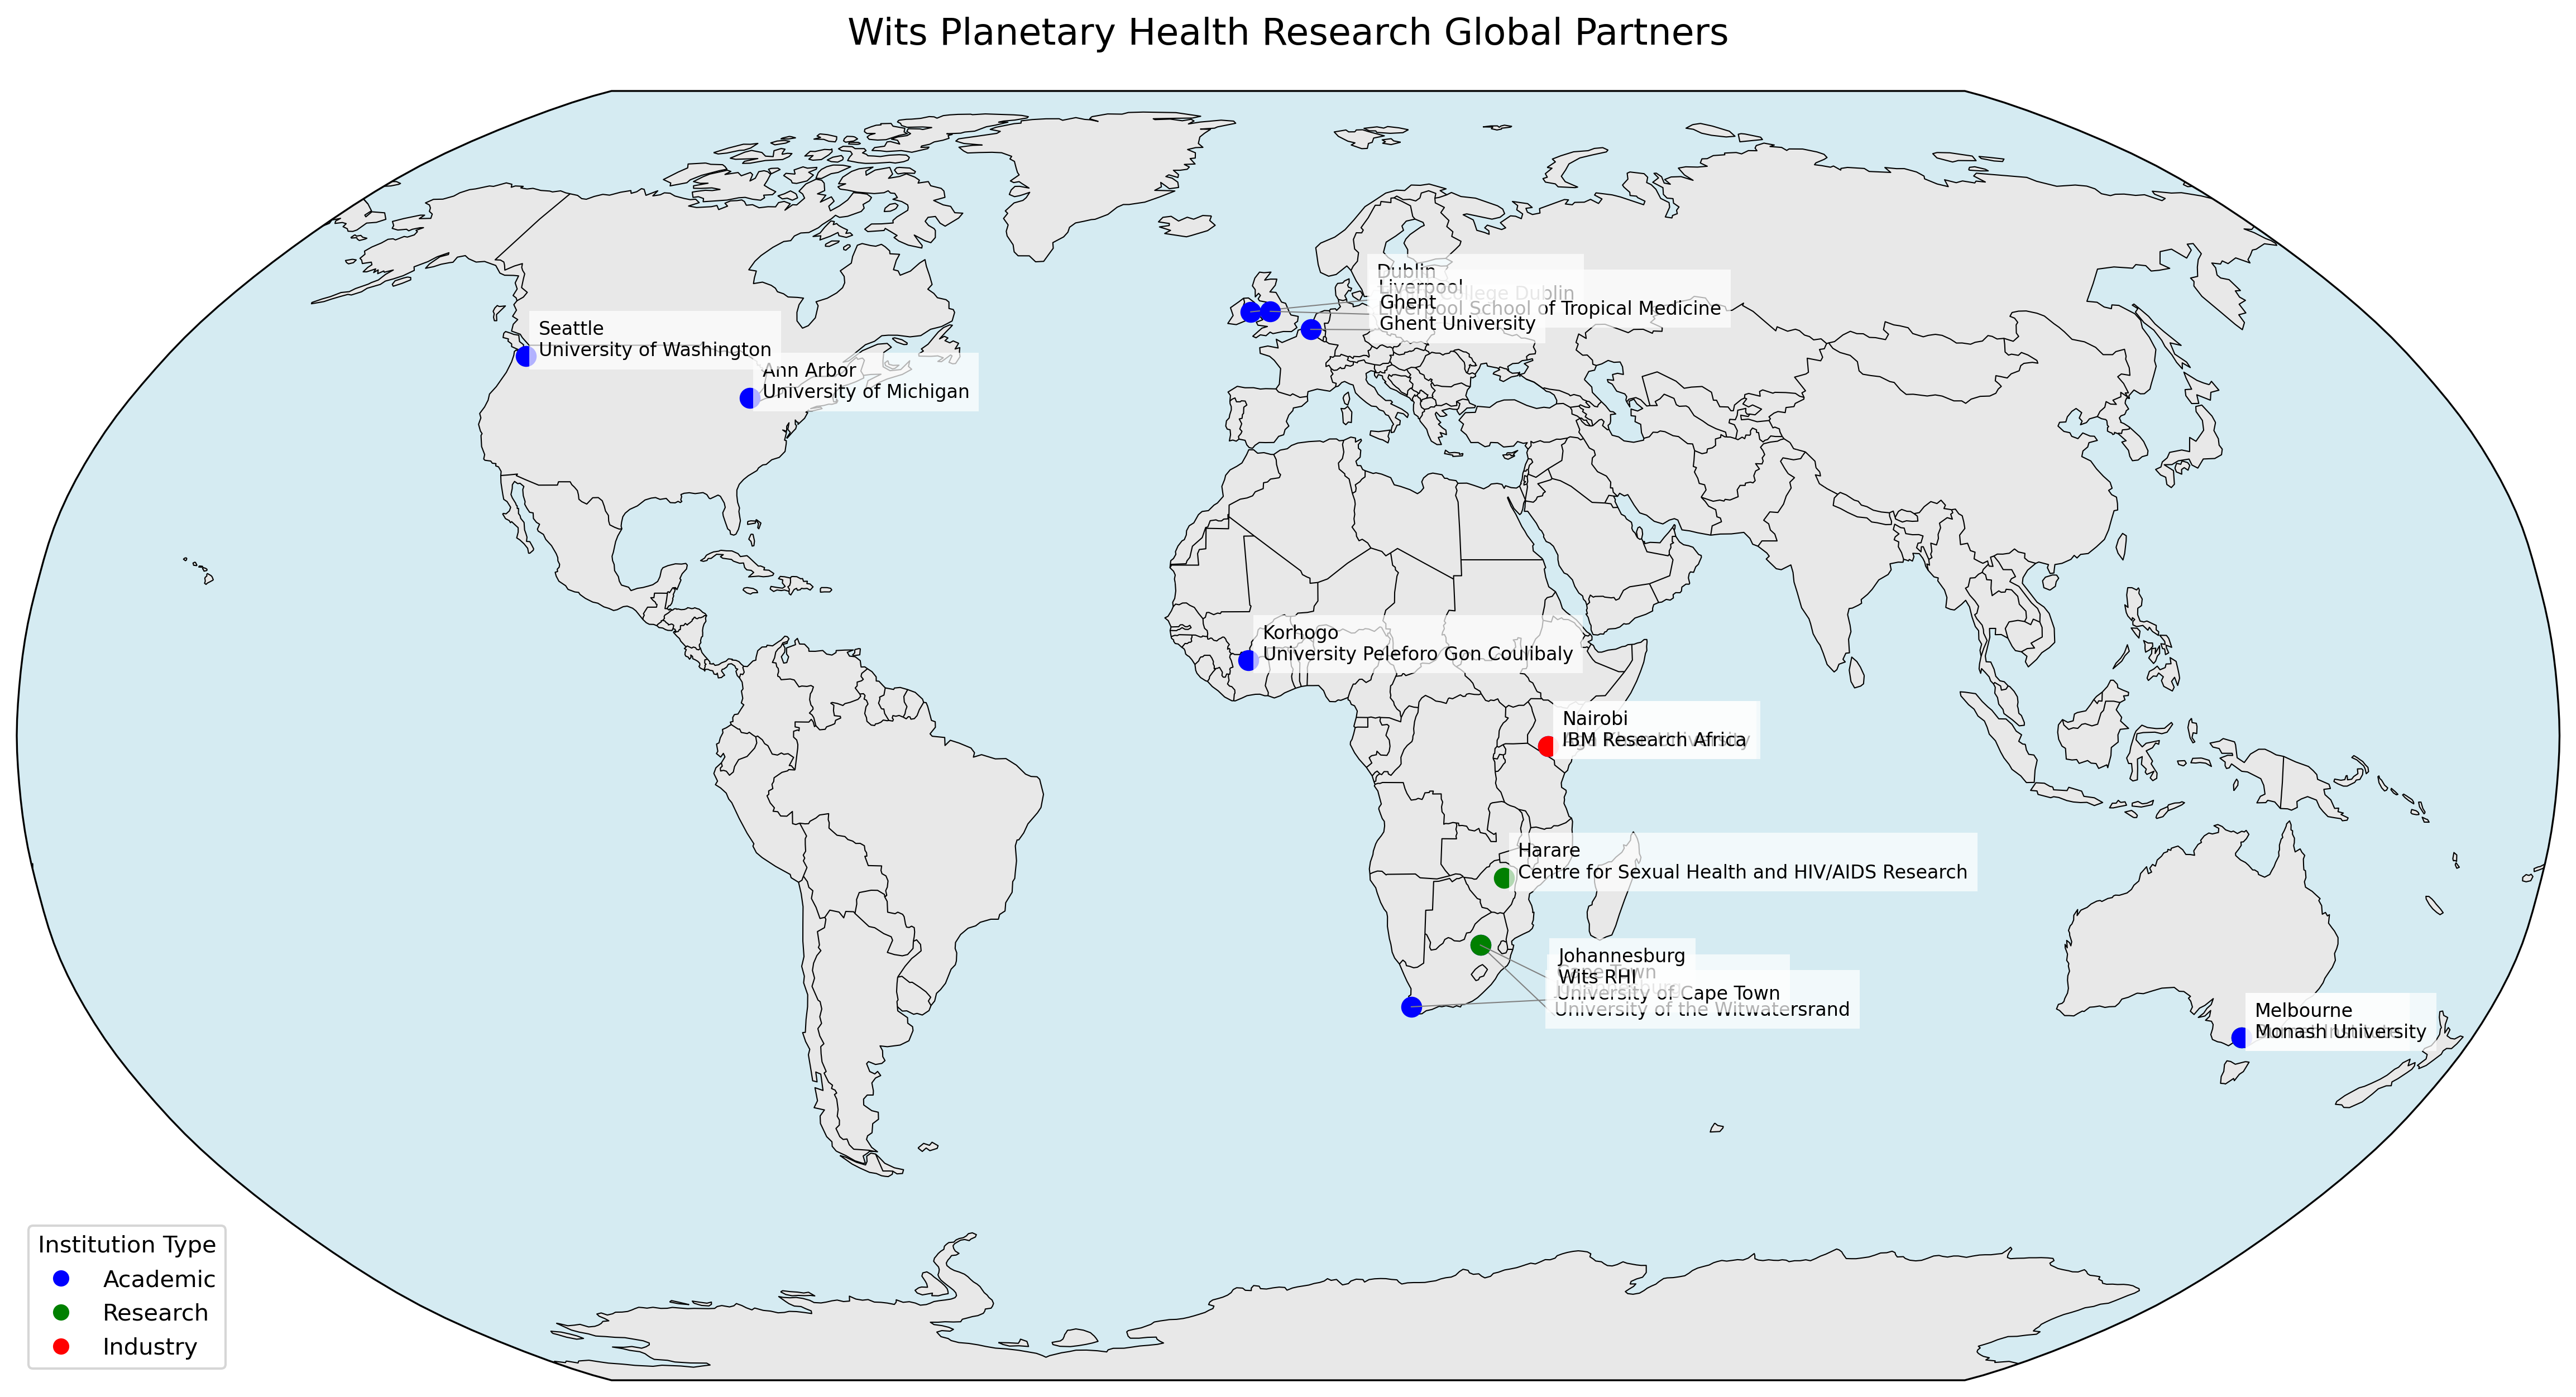 Wits Planetary Health Research Global Partners
Dublin
College Dublin
Liverpool
Liverpool School of Tropical Medicine
Ghent
Ghent University
Seattle
University of Washington
Ann Arbor
University of Michigan
Korhogo
University Peleforo Gon Coulibaly
Nairobi
IBM Research Africa
Harare
Centre for Sexual Health and HIV/AIDS Research
Johannesburg
Wits RHI
Cape Town
University of Cape Town
University of the Witwatersrand
Melbourne
Monash University
Institution Type
Academic
Research
Industry